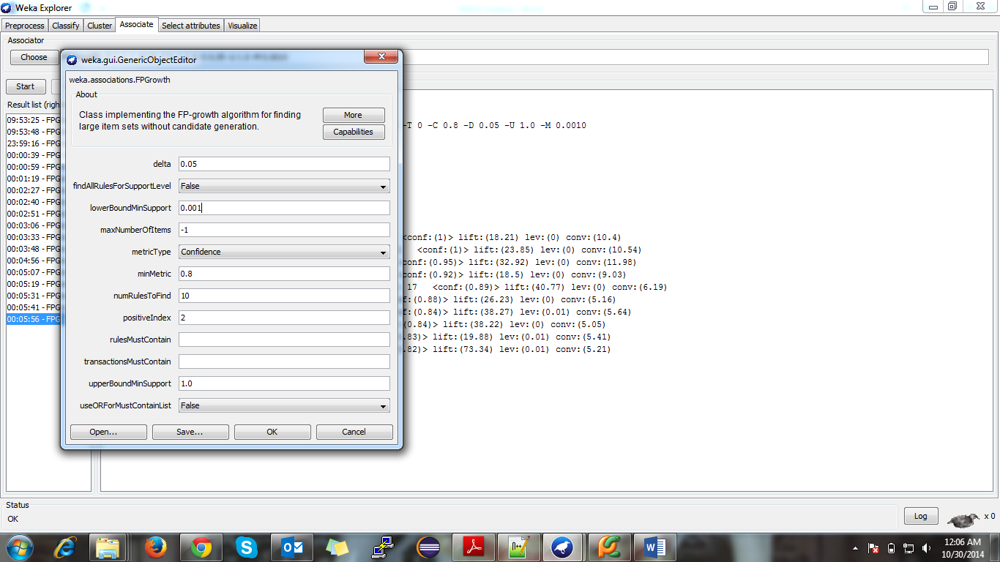 Weka Explorer
Preprocess Classify Cluster Associate Select attributes Visualize
Associator
Choose
weka.gui.GenericObjectEditor
weka.associations.FPGrowth
About
Class implementing the FP-growth algorithm for finding
large item sets without candidate generation.
More
Capabilities
delta 0.05
findAllRulesForSupportLevel False
lowerBoundMinSupport 0.001
maxNumberOfItems -1
metricType Confidence
minMetric 0.8
numRulesToFind 10
positiveIndex 2
rulesMustContain
transactionsMustContain
upperBoundMinSupport 1.0
useORForMustContainList False
Open... Save... OK Cancel
Start
Result list (righ
09:53:25 - FPG
09:53:48 - FPG
23:59:16 - FPG
00:00:39 - FPG
00:00:59 - FPG
00:01:19 - FPG
00:02:27 - FPG
00:02:40 - FPG
00:02:51 - FPG
00:03:06 - FPG
00:03:33 - FPG
00:03:48 - FPG
00:04:56 - FPG
00:05:07 - FPG
00:05:19 - FPG
00:05:31 - FPG
00:05:41 - FPG
00:05:56 - FPG
-T 0 -C 0.8 -D 0.05 -U 1.0 -M 0.0010
<conf:(1)> lift:(18.21) lev:(0) conv:(10.4)
<conf:(1)> lift:(23.85) lev:(0) conv:(10.54)
conf:(0.95)> lift:(32.92) lev:(0) conv:(11.98)
conf:(0.92)> lift:(18.5) lev:(0) conv:(9.03)
17 <conf:(0.89)> lift:(40.77) lev:(0) conv:(6.19)
f:(0.88)> lift:(26.23) lev:(0) conv:(5.16)
f:(0.84)> lift:(38.27) lev:(0.01) conv:(5.64)
(0.84)> lift:(38.22) lev:(0) conv:(5.05)
.83)> lift:(19.88) lev:(0.01) conv:(5.41)
.82)> lift:(73.34) lev:(0.01) conv:(5.21)
Status
OK
Log
x 0
12:06 AM
10/30/2014